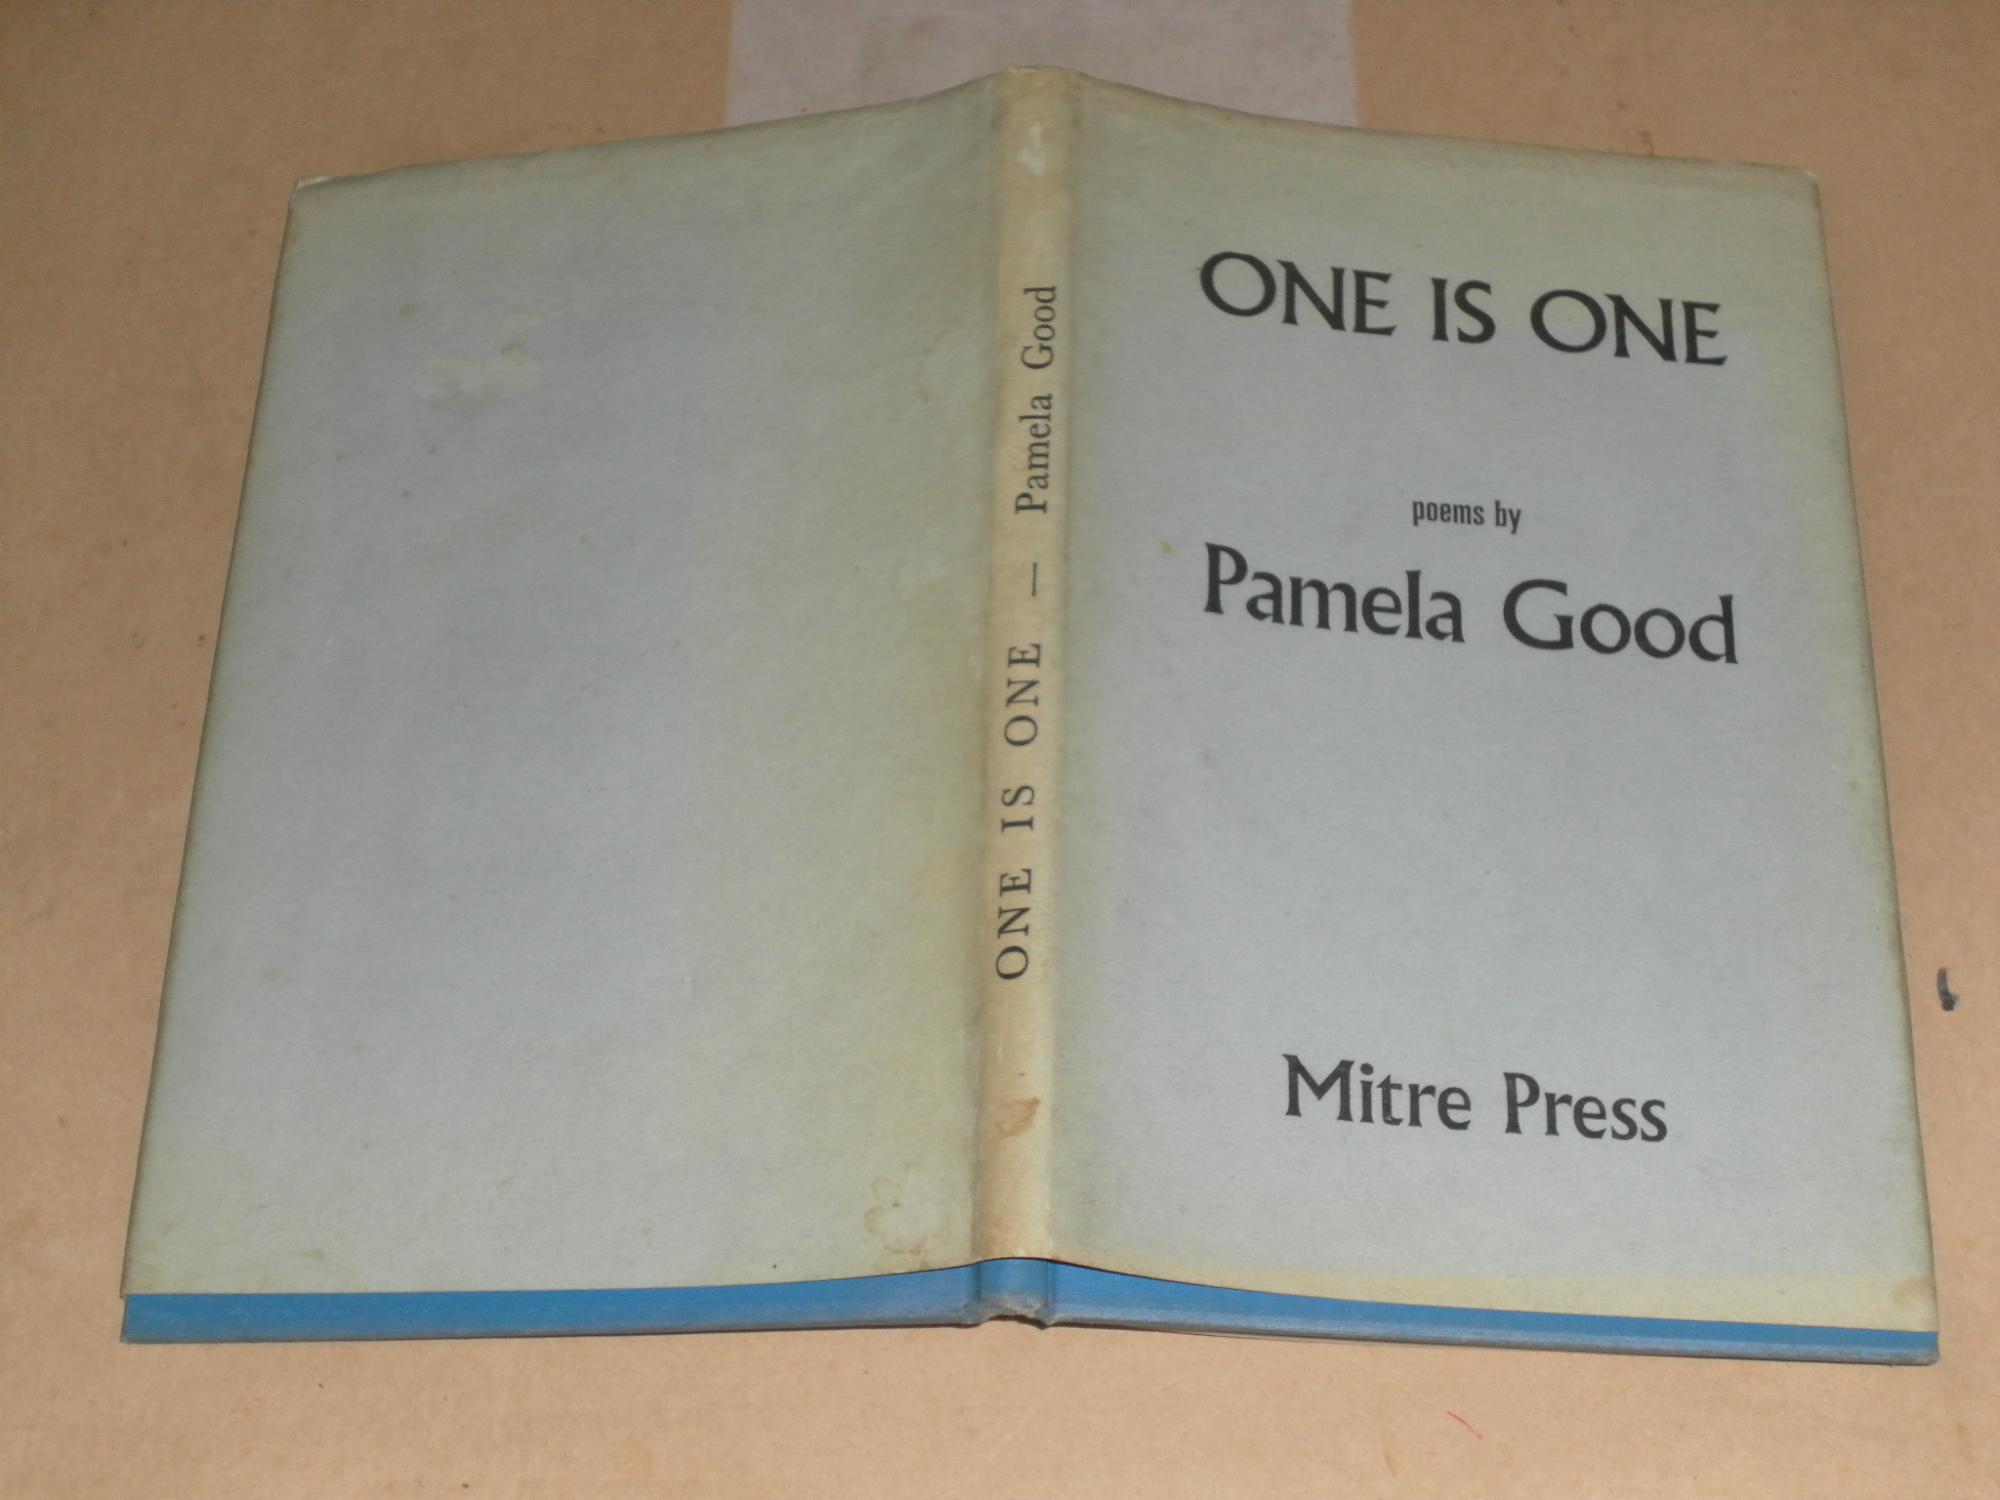 ONE IS ONE — Pamela Good
ONE IS ONE
poems by
Pamela Good
Mitre Press